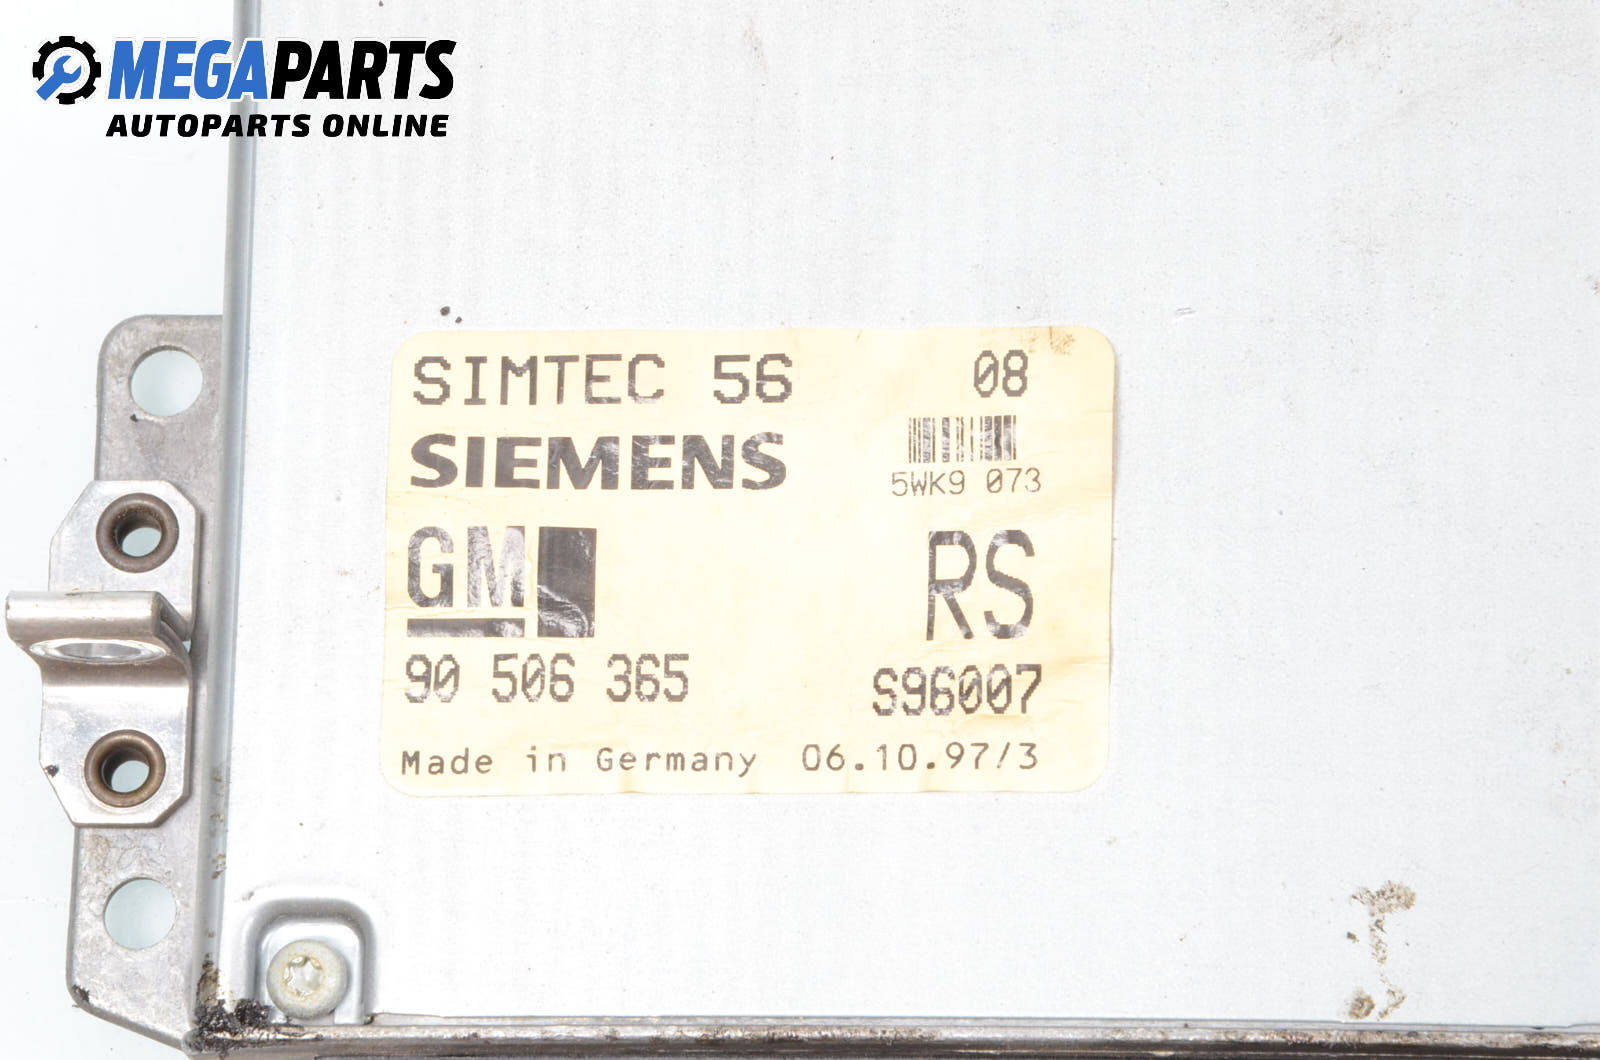 MEGAPARTS
AUTOPARTS ONLINE
SIMTEC 56 08
SIEMENS
5WK9 073
GM RS
90 506 365 S96007
Made in Germany 06.10.97/3